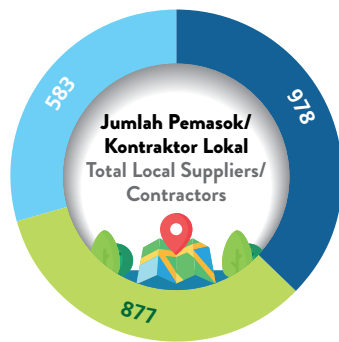 583
978
Jumlah Pemasok/
Kontraktor Lokal
Total Local Suppliers/
Contractors
877